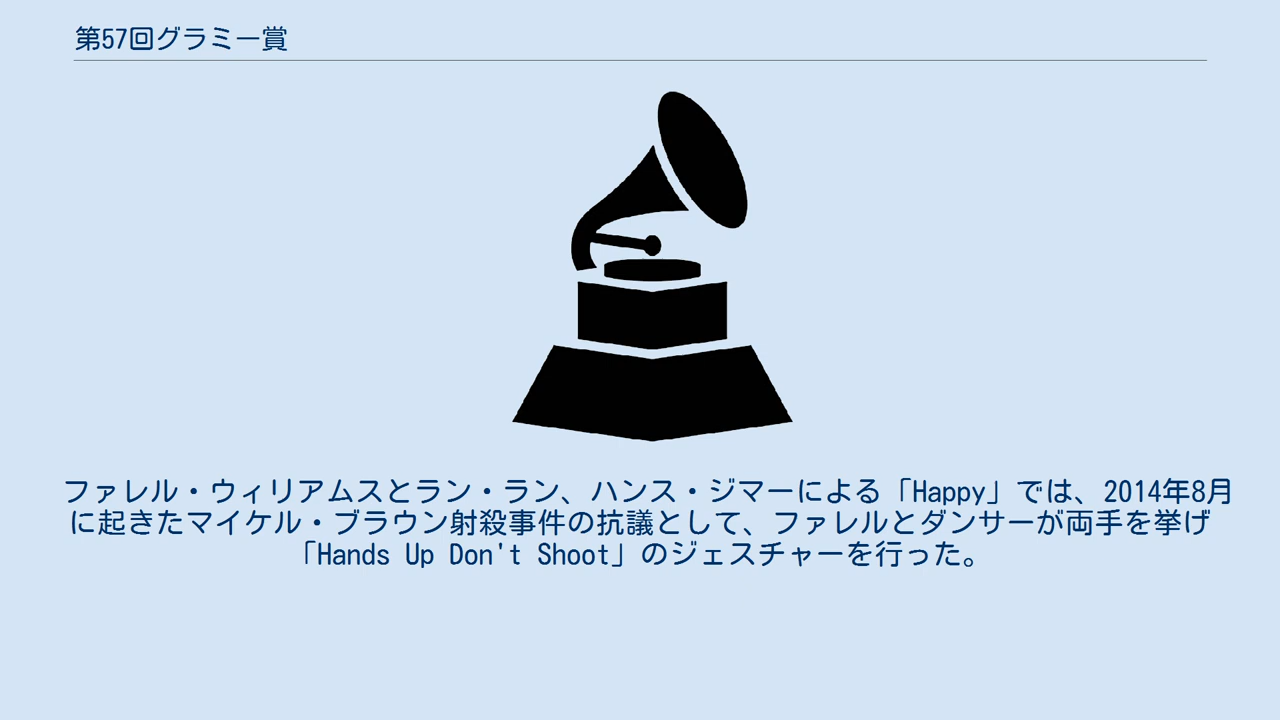 第57回グラミー賞
ファレル・ウィリアムスとラン・ラン、ハンス・ジマーによる「Happy」では、2014年8月
に起きたマイケル・ブラウン射殺事件の抗議として、ファレルとダンサーが両手を挙げ
「Hands Up Don't Shoot」のジェスチャーを行った。